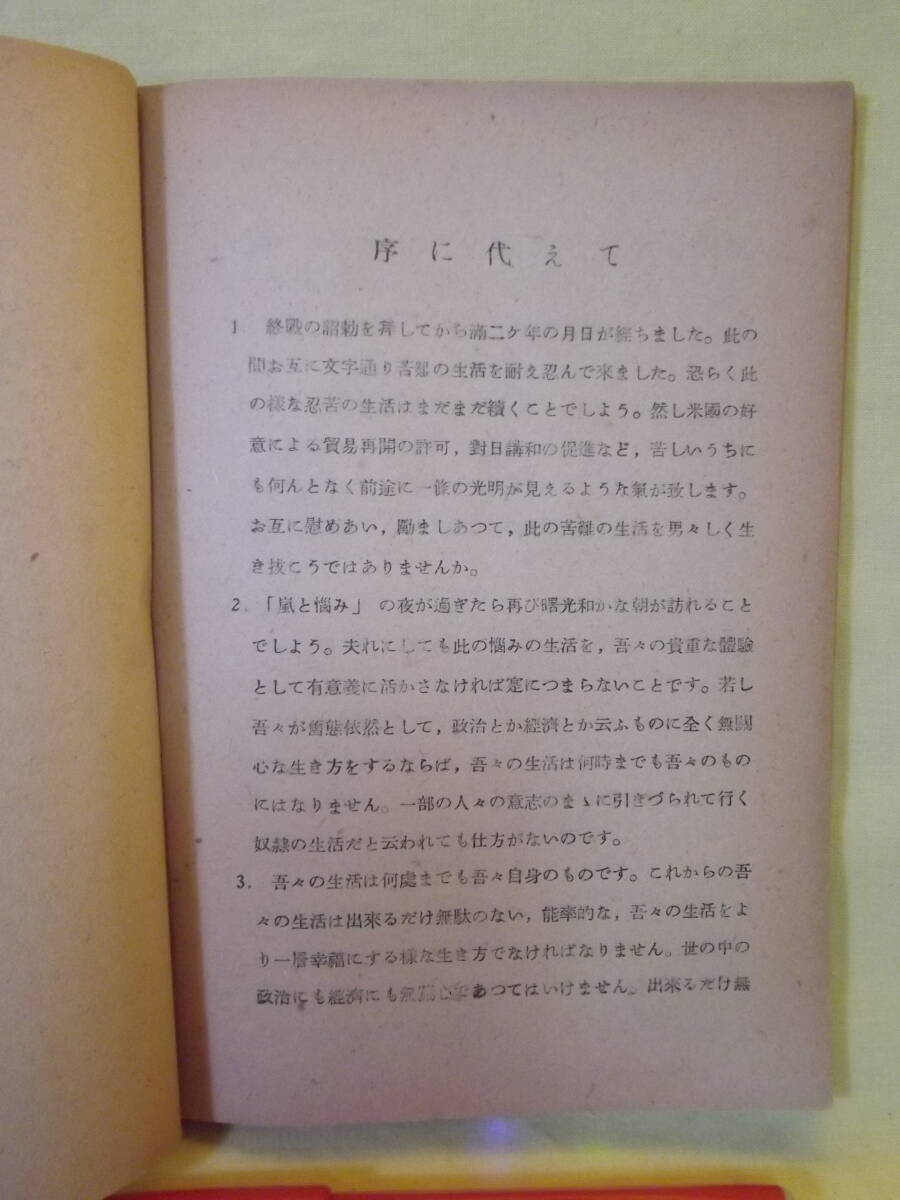 序に代えて
1. 終戰の詔勅を拜してから滿二ケ年の月日が經ちました。此の
間お互に文字通り苦難の生活を耐え忍んで來ました。恐らく此
の樣な忍苦の生活はまだまだ續くことでしよう。然し米國の好
意による貿易再開の許可，對日講和の促進など，苦しいうちに
も何んとなく前途に一條の光明が見えるような氣が致します。
お互に慰めあい，勵ましあつて，此の苦難の生活を男々しく生
き拔こうではありませんか。
2. 「嵐と惱み」の夜が過ぎたら再び曙光和かな朝が訪れること
でしよう。夫れにしても此の惱みの生活を，吾々の貴重な體驗
として有意義に活かさなければ寔につまらないことです。若し
吾々が舊態依然として，政治とか經濟とか云ふものに全く無關
心な生き方をするならば，吾々の生活は何時までも吾々のもの
にはなりません。一部の人々の意志のまゝに引きづられて行く
奴隸の生活だと云われても仕方がないのです。
3. 吾々の生活は何處までも吾々自身のものです。これからの吾
々の生活は出來るだけ無駄のない，能率的な，吾々の生活をよ
り一層幸福にする樣な生き方でなければなりません。世の中の
政治にも經濟にも無關心であつてはいけません。出來るだけ無